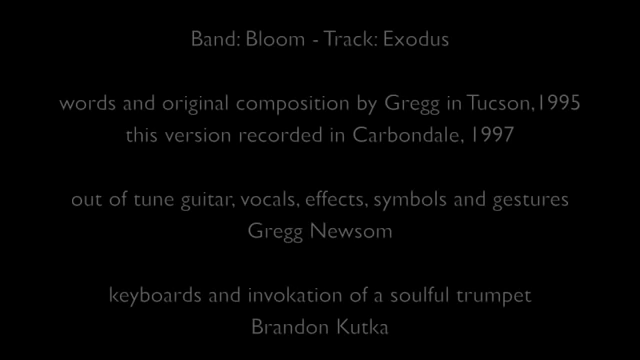 Band: Bloom - Track: Exodus
words and original composition by Gregg in Tucson,1995
this version recorded in Carbondale, 1997
out of tune guitar, vocals, effects, symbols and gestures
Gregg Newsom
keyboards and invokation of a soulful trumpet
Brandon Kutka